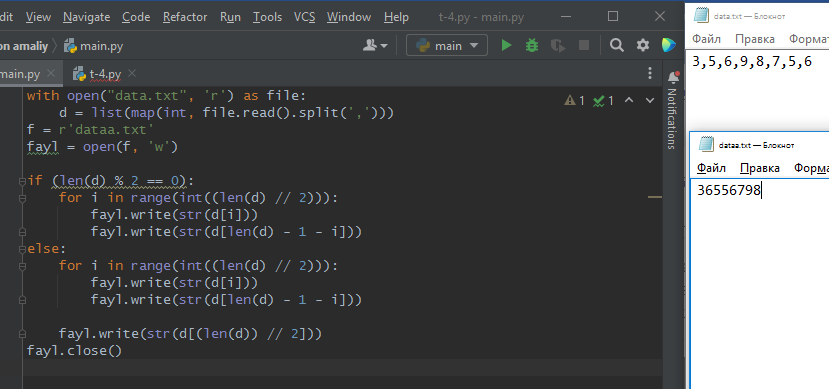 dit View Navigate Code Refactor Run Tools VCS Window Help t-4.py - main.py
on amaliy main.py main
main.py t-4.py
with open("data.txt", 'r') as file:
    d = list(map(int, file.read().split(',')))
f = r'dataa.txt'
fayl = open(f, 'w')

if (len(d) % 2 == 0):
    for i in range(int((len(d) // 2))):
        fayl.write(str(d[i]))
        fayl.write(str(d[len(d) - 1 - i]))
else:
    for i in range(int((len(d) // 2))):
        fayl.write(str(d[i]))
        fayl.write(str(d[len(d) - 1 - i]))

    fayl.write(str(d[(len(d)) // 2]))
fayl.close()
1 1
Notifications
data.txt — Блокнот
Файл Правка Формат
3,5,6,9,8,7,5,6
dataa.txt — Блокнот
Файл Правка Форма
36556798